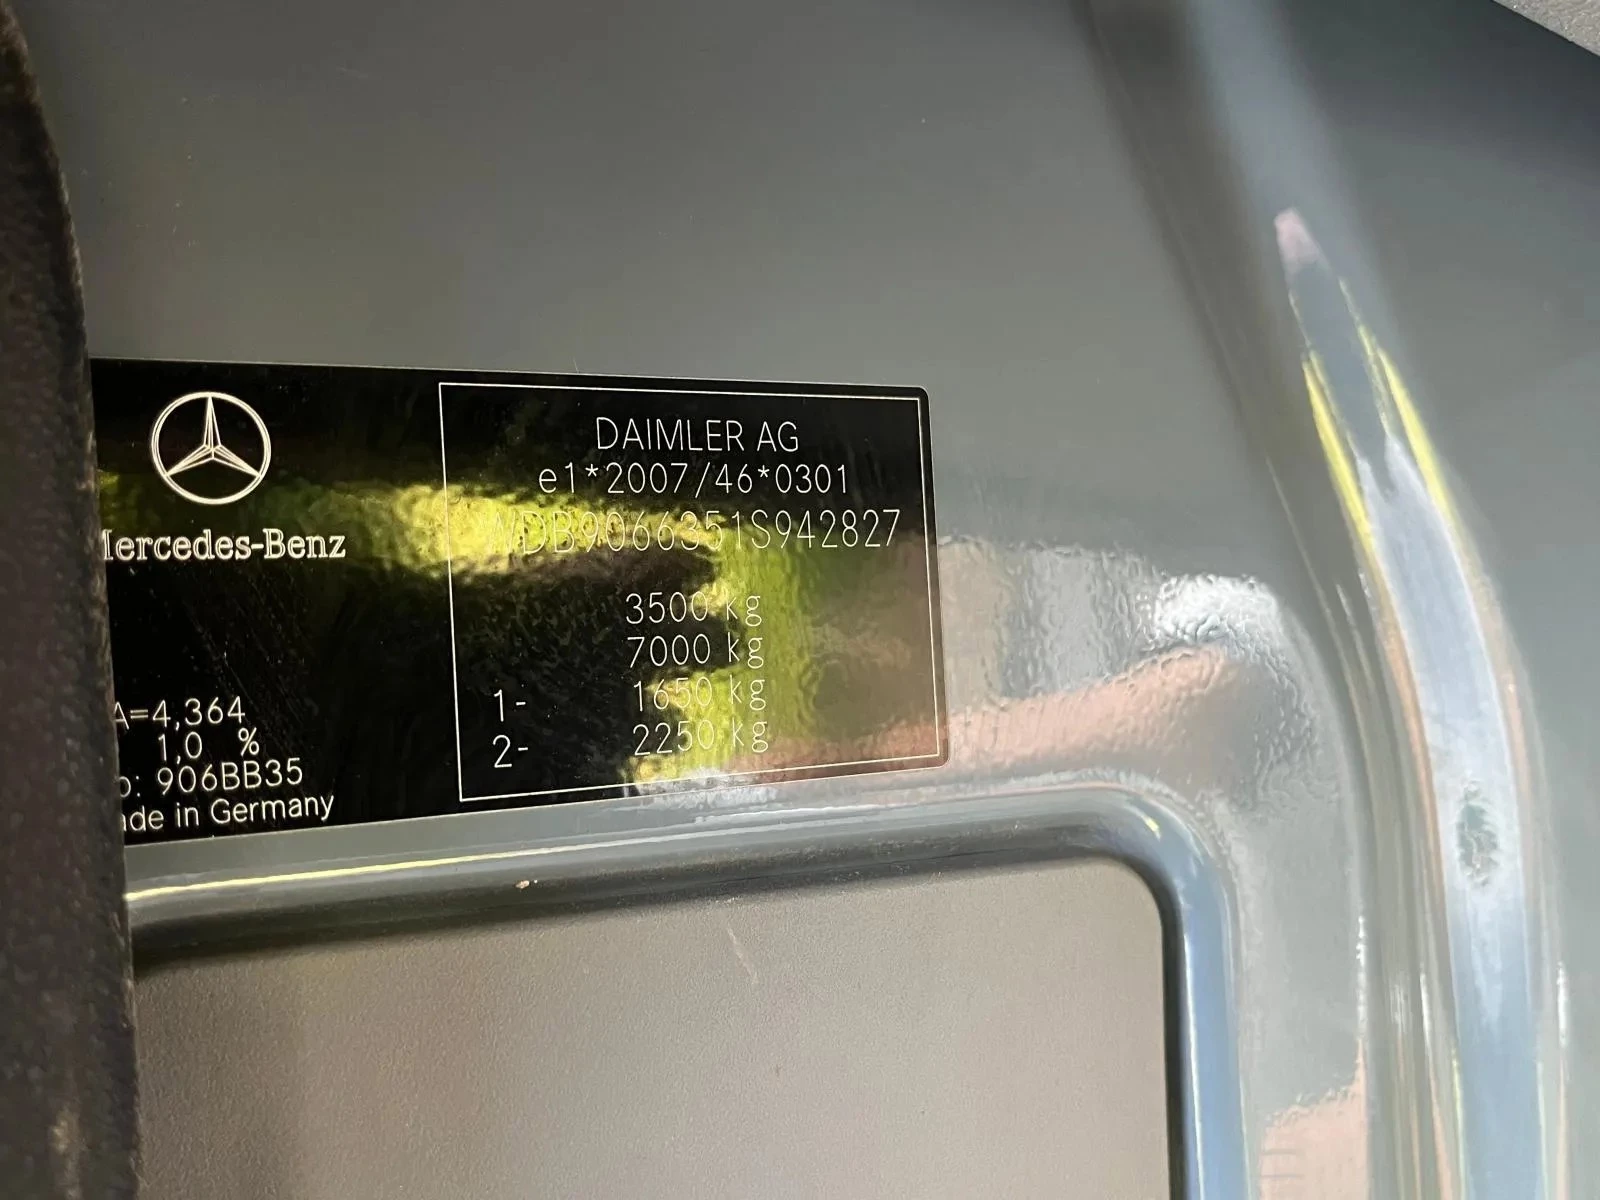 Mercedes-Benz
A=4,364
1,0 %
p: 906BB35
de in Germany
DAIMLER AG
e1*2007/46*0301
WDB9066351S942827
3500 kg
7000 kg
1- 1650 kg
2- 2250 kg